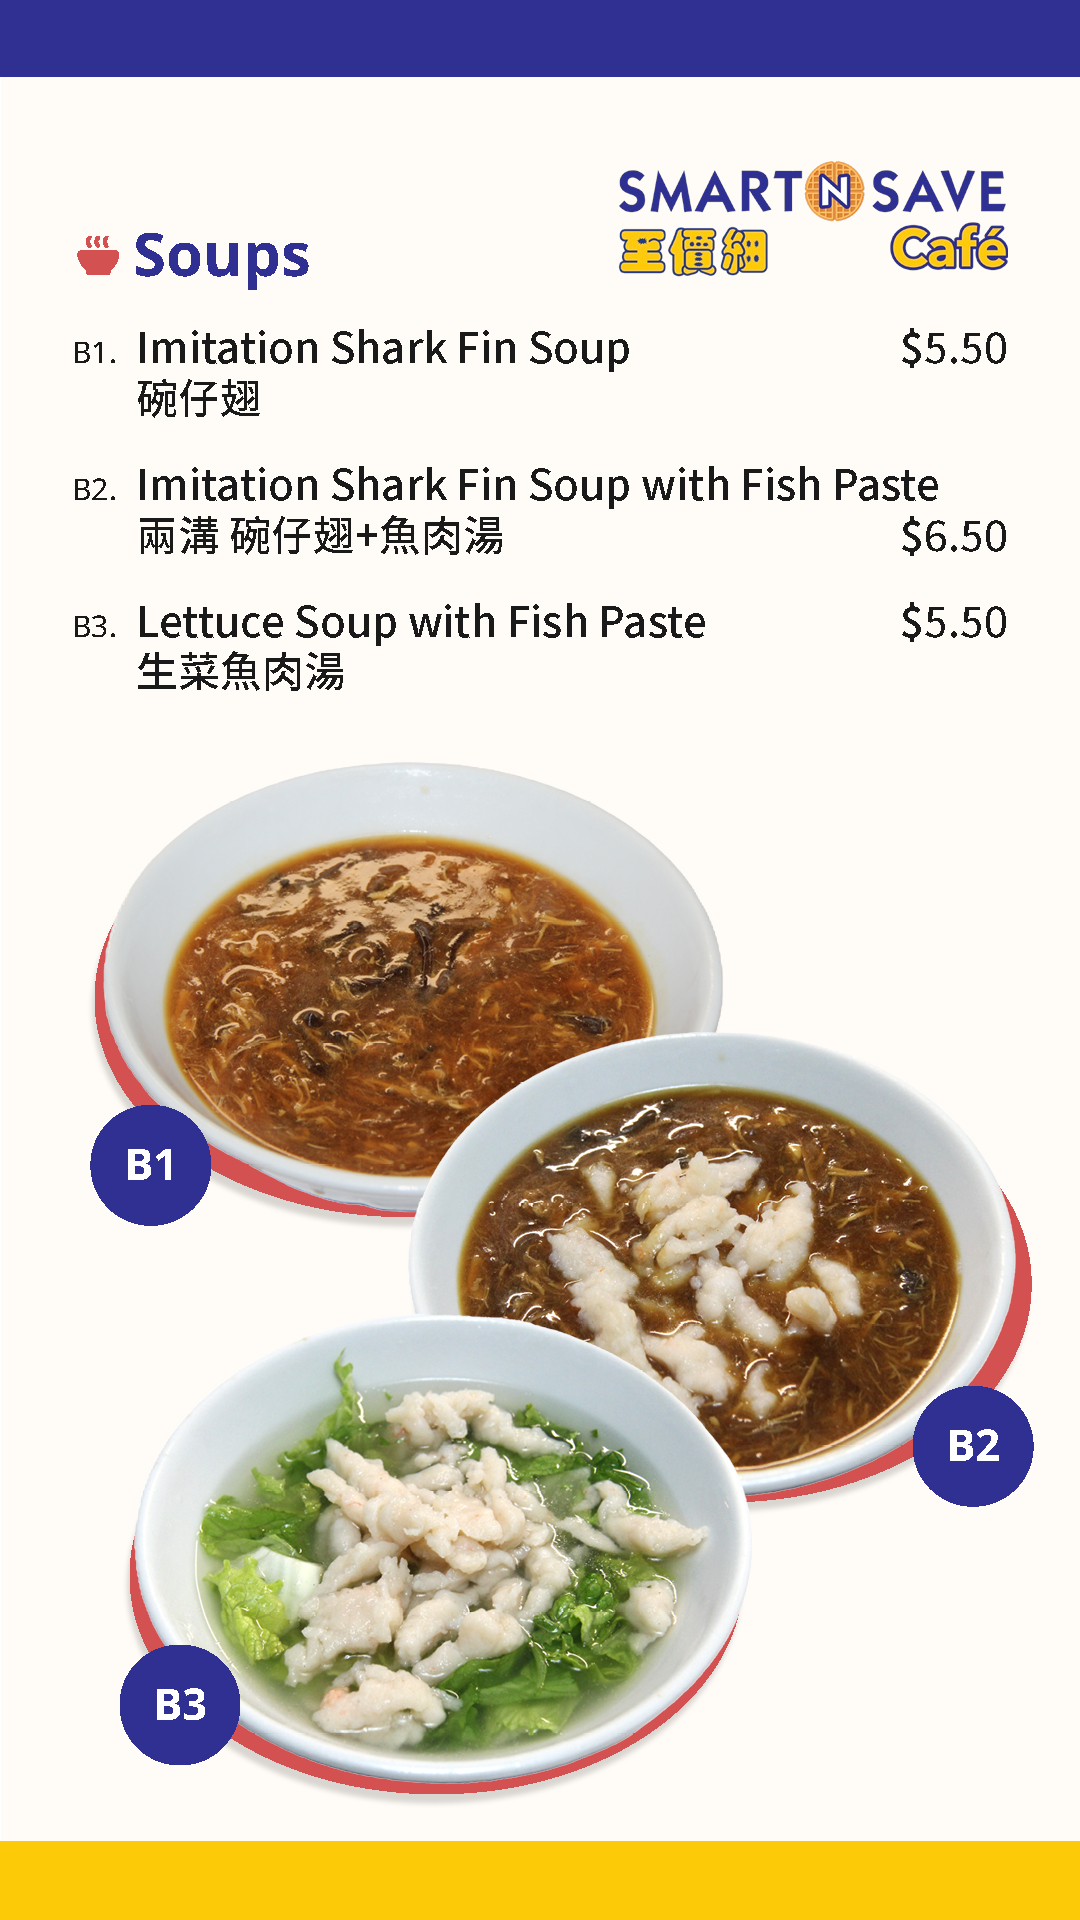 SMART N SAVE
至價細 Café
Soups
B1. Imitation Shark Fin Soup $5.50
碗仔翅
B2. Imitation Shark Fin Soup with Fish Paste
兩溝 碗仔翅+魚肉湯 $6.50
B3. Lettuce Soup with Fish Paste $5.50
生菜魚肉湯
B1
B2
B3